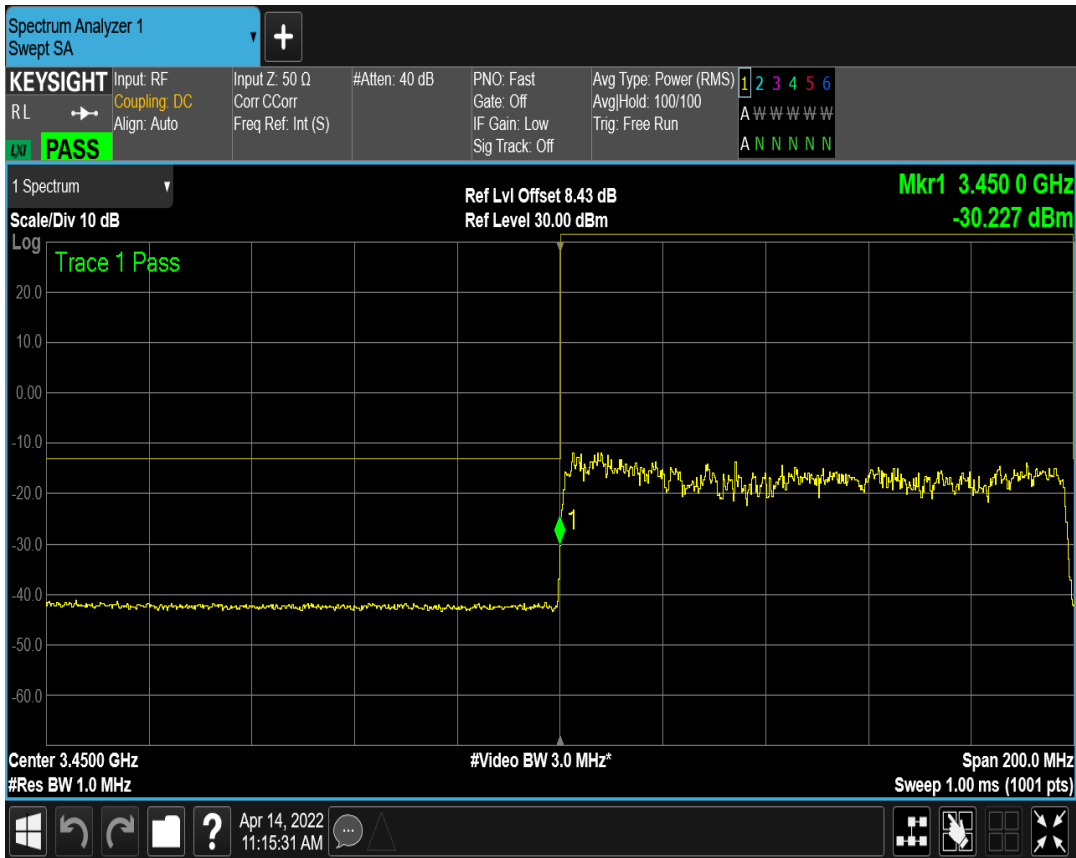 Spectrum Analyzer 1
Swept SA
+
KEYSIGHT
RL
LXI PASS
Input: RF
Coupling: DC
Align: Auto
Input Z: 50 Ω
Corr CCorr
Freq Ref: Int (S)
#Atten: 40 dB
PNO: Fast
Gate: Off
IF Gain: Low
Sig Track: Off
Avg Type: Power (RMS)
Avg|Hold: 100/100
Trig: Free Run
1 2 3 4 5 6
A W W W W W
A N N N N N
1 Spectrum
Scale/Div 10 dB
Ref Lvl Offset 8.43 dB
Ref Level 30.00 dBm
Mkr1 3.450 0 GHz
-30.227 dBm
Log
Trace 1 Pass
20.0
10.0
0.00
-10.0
-20.0
-30.0
-40.0
-50.0
-60.0
1
Center 3.4500 GHz
#Res BW 1.0 MHz
#Video BW 3.0 MHz*
Span 200.0 MHz
Sweep 1.00 ms (1001 pts)
?
Apr 14, 2022
11:15:31 AM